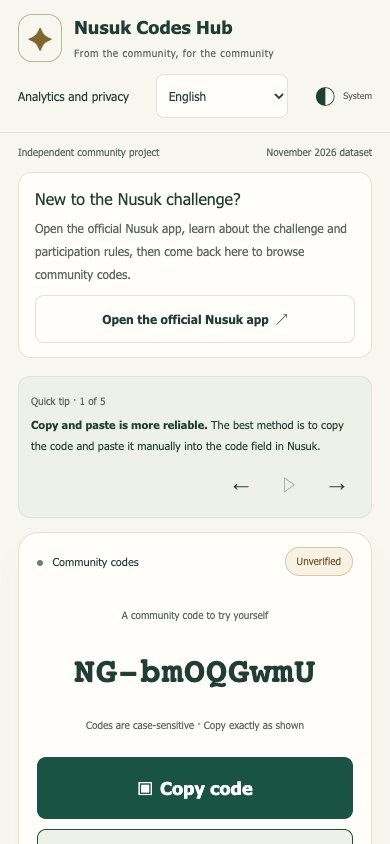 Nusuk Codes Hub
From the community, for the community
Analytics and privacy
English
System
Independent community project
November 2026 dataset
New to the Nusuk challenge?
Open the official Nusuk app, learn about the challenge and
participation rules, then come back here to browse
community codes.
Open the official Nusuk app ↗
Quick tip · 1 of 5
Copy and paste is more reliable. The best method is to copy
the code and paste it manually into the code field in Nusuk.
← ▷ →
Community codes
Unverified
A community code to try yourself
NG-bmOQGwmU
Codes are case-sensitive · Copy exactly as shown
▣ Copy code